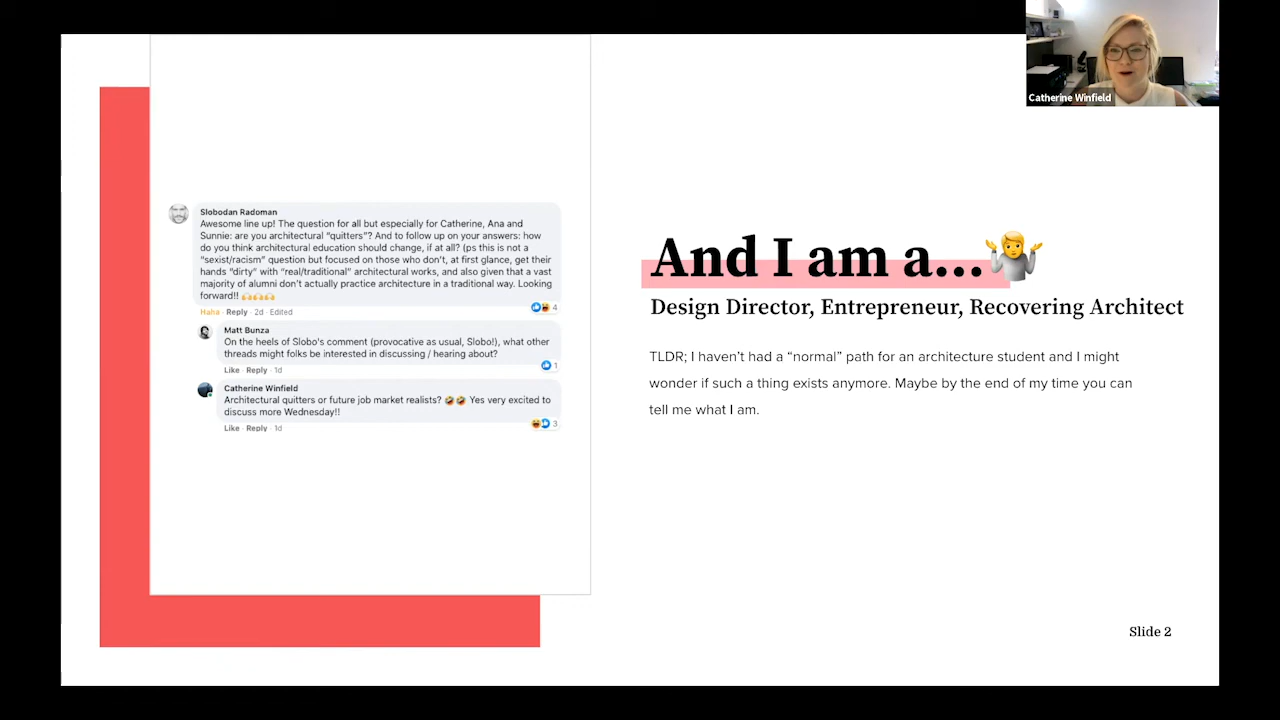 Catherine Winfield
Slobodan Radoman
Awesome line up! The question for all but especially for Catherine, Ana and
Sunnie: are you architectural “quitters”? And to follow up on your answers: how
do you think architectural education should change, if at all? (ps this is not a
“sexist/racism” question but focused on those who don’t, at first glance, get their
hands “dirty” with “real/traditional” architectural works, and also given that a vast
majority of alumni don’t actually practice architecture in a traditional way. Looking
forward!! 🙌🙌🙌
Haha · Reply · 2d · Edited
4
Matt Bunza
On the heels of Slobo's comment (provocative as usual, Slobo!), what other
threads might folks be interested in discussing / hearing about?
Like · Reply · 1d
1
Catherine Winfield
Architectural quitters or future job market realists? 🤣🤣 Yes very excited to
discuss more Wednesday!!
Like · Reply · 1d
3
And I am a...🤷
Design Director, Entrepreneur, Recovering Architect
TLDR; I haven’t had a “normal” path for an architecture student and I might
wonder if such a thing exists anymore. Maybe by the end of my time you can
tell me what I am.
Slide 2